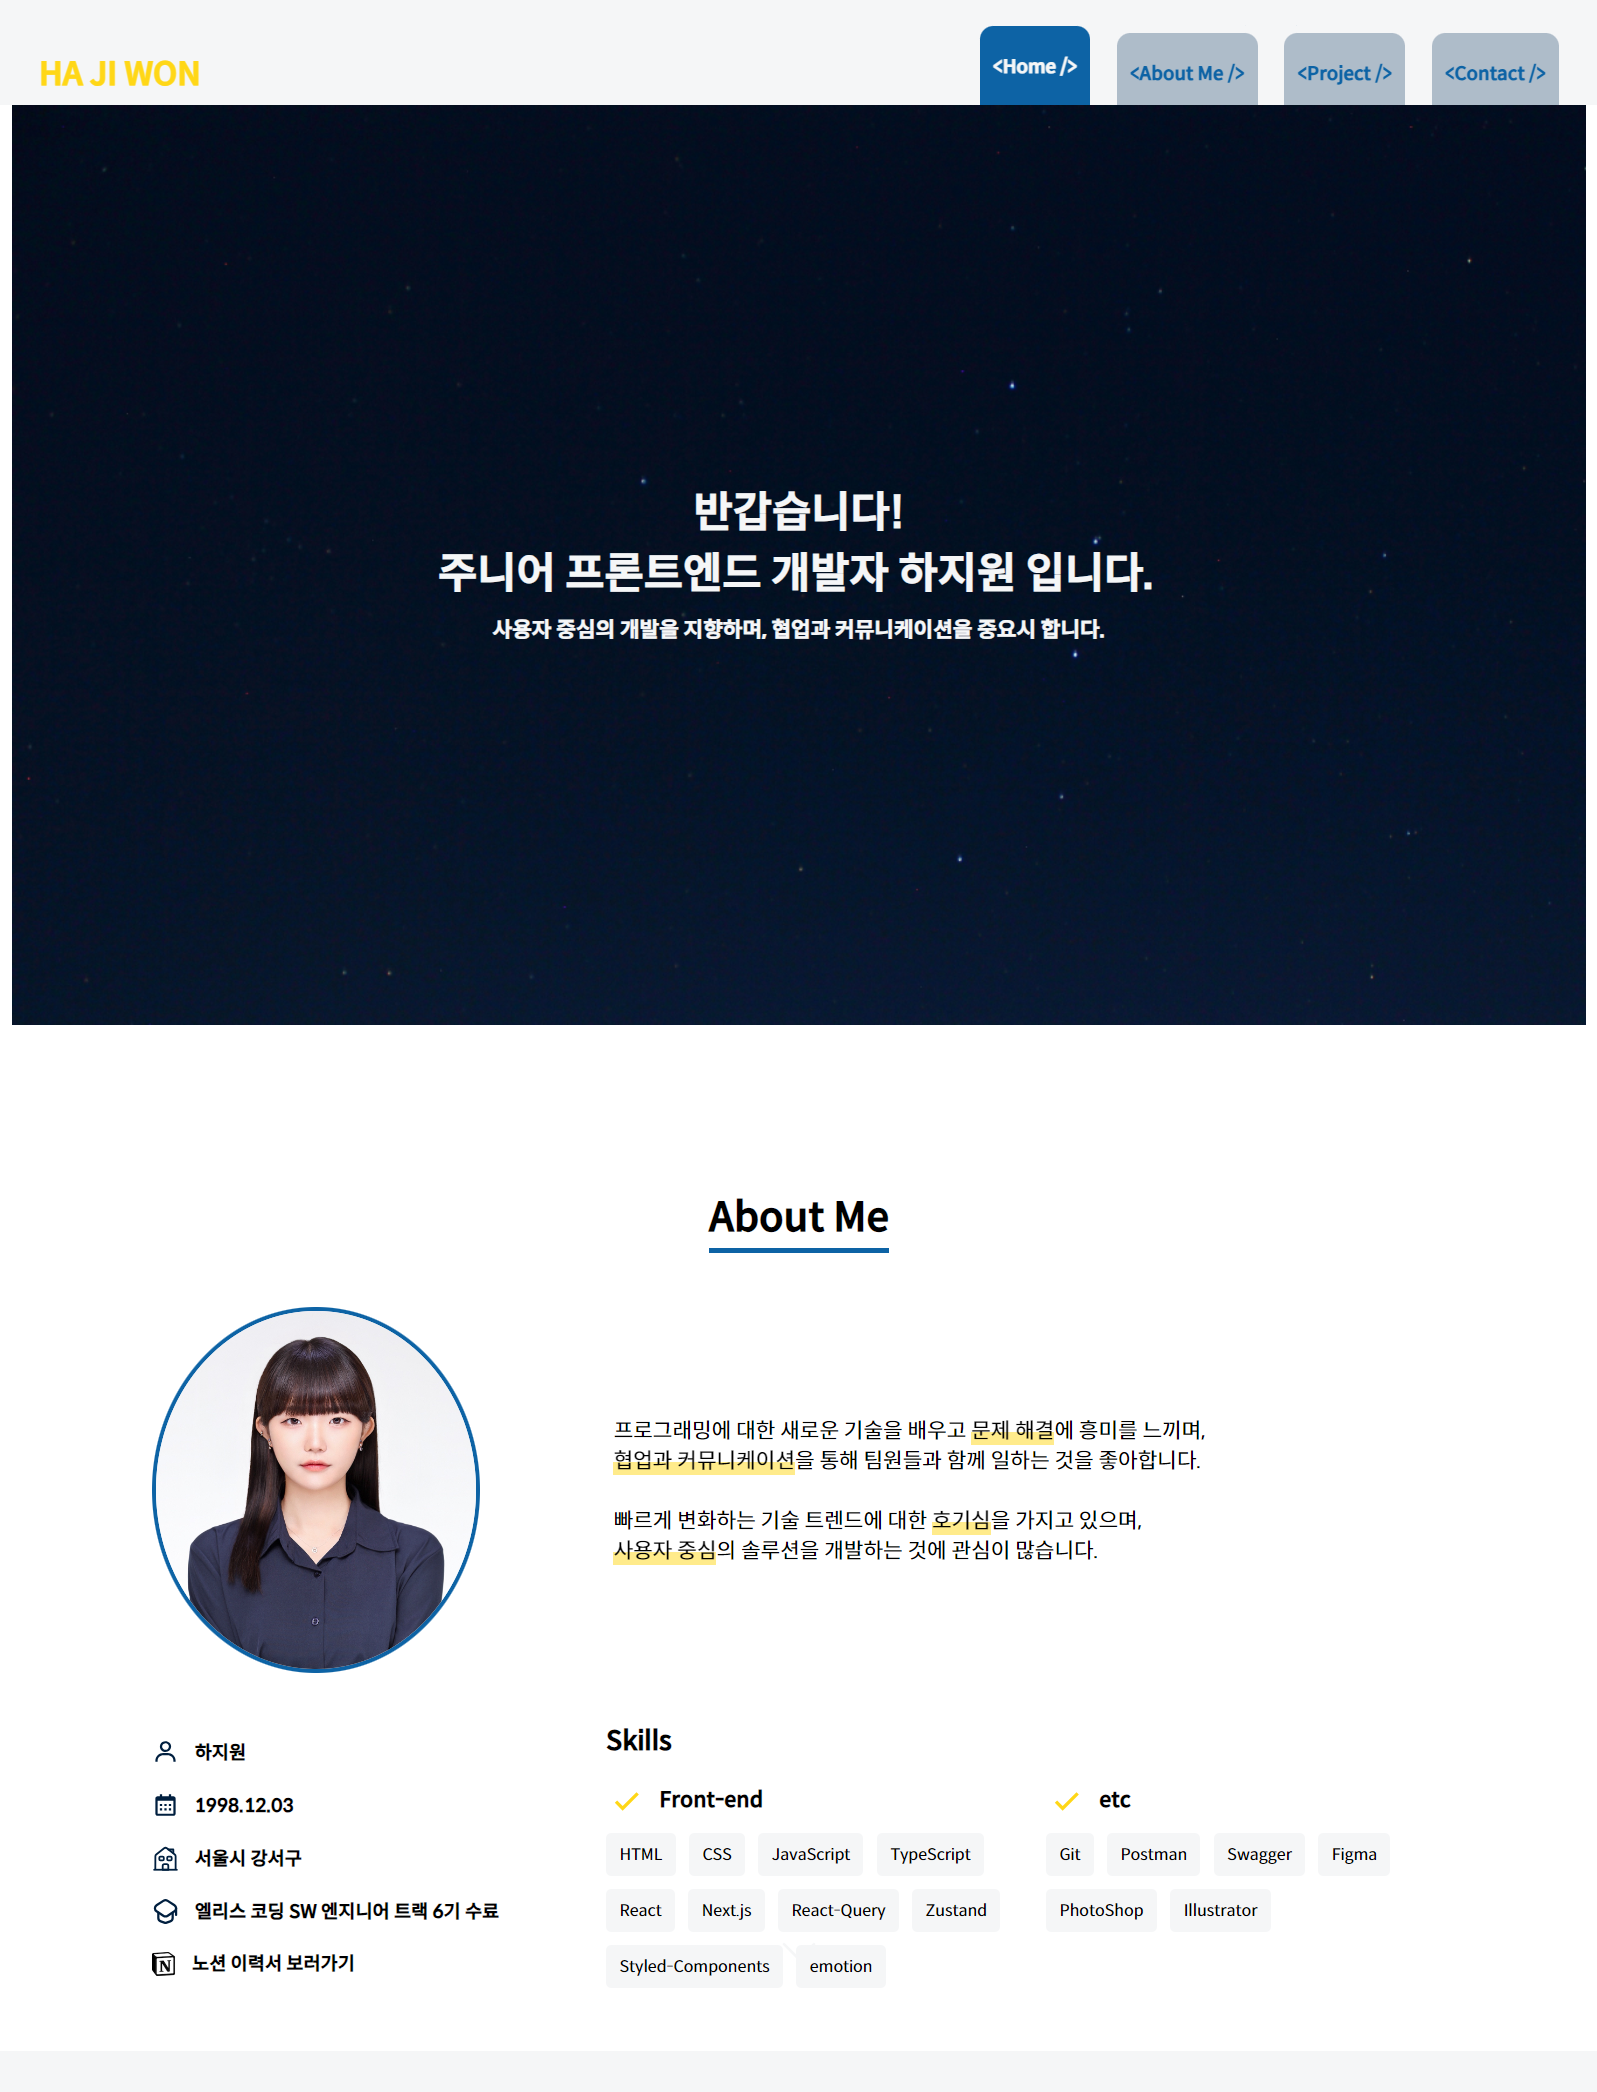 HA JI WON
<Home />
<About Me />
<Project />
<Contact />
반갑습니다!
주니어 프론트엔드 개발자 하지원 입니다.
사용자 중심의 개발을 지향하며, 협업과 커뮤니케이션을 중요시 합니다.
About Me
프로그래밍에 대한 새로운 기술을 배우고 문제 해결에 흥미를 느끼며,
협업과 커뮤니케이션을 통해 팀원들과 함께 일하는 것을 좋아합니다.
빠르게 변화하는 기술 트렌드에 대한 호기심을 가지고 있으며,
사용자 중심의 솔루션을 개발하는 것에 관심이 많습니다.
하지원
1998.12.03
서울시 강서구
엘리스 코딩 SW 엔지니어 트랙 6기 수료
N
노션 이력서 보러가기
Skills
Front-end
HTML
CSS
JavaScript
TypeScript
React
Next.js
React-Query
Zustand
Styled-Components
emotion
etc
Git
Postman
Swagger
Figma
PhotoShop
Illustrator